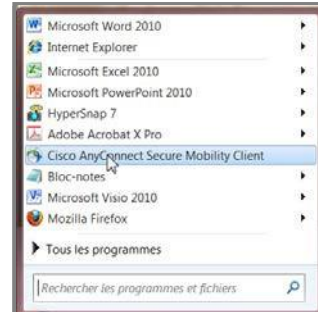 Microsoft Word 2010
Internet Explorer
Microsoft Excel 2010
Microsoft PowerPoint 2010
HyperSnap 7
Adobe Acrobat X Pro
Cisco AnyConnect Secure Mobility Client
Bloc-notes
Microsoft Visio 2010
Mozilla Firefox
Tous les programmes
Rechercher les programmes et fichiers